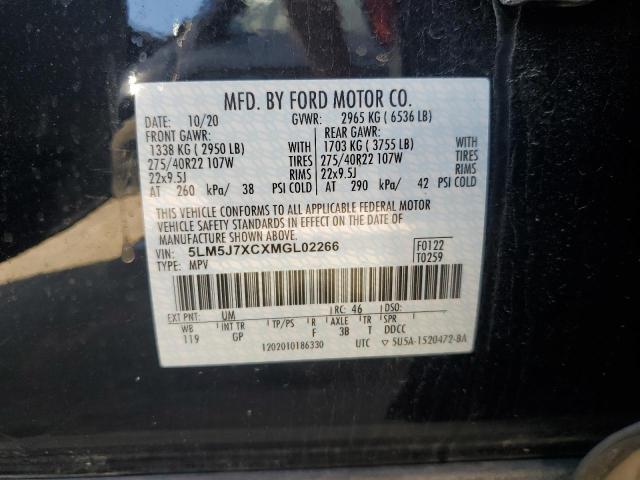 MFD. BY FORD MOTOR CO.
DATE: 10/20 GVWR: 2965 KG ( 6536 LB)
FRONT GAWR: REAR GAWR:
1338 KG ( 2950 LB) 1703 KG ( 3755 LB)
275/40R22 107W TIRES 275/40R22 107W TIRES
22x9.5J RIMS 22x9.5J RIMS
AT 260 kPa/ 38 PSI COLD AT 290 kPa/ 42 PSI COLD
THIS VEHICLE CONFORMS TO ALL APPLICABLE FEDERAL MOTOR
VEHICLE SAFETY STANDARDS IN EFFECT ON THE DATE OF
MANUFACTURE SHOWN ABOVE.
VIN: 5LM5J7XCXMGL02266 F0122
TYPE: MPV T0259
EXT PNT: UM RC: 46 DSO:
WB INT TR TP/PS R AXLE TR SPR
119 GP F 3B T DDCC
1202010186330 UTC ▽ 5U5A-1520472-BA